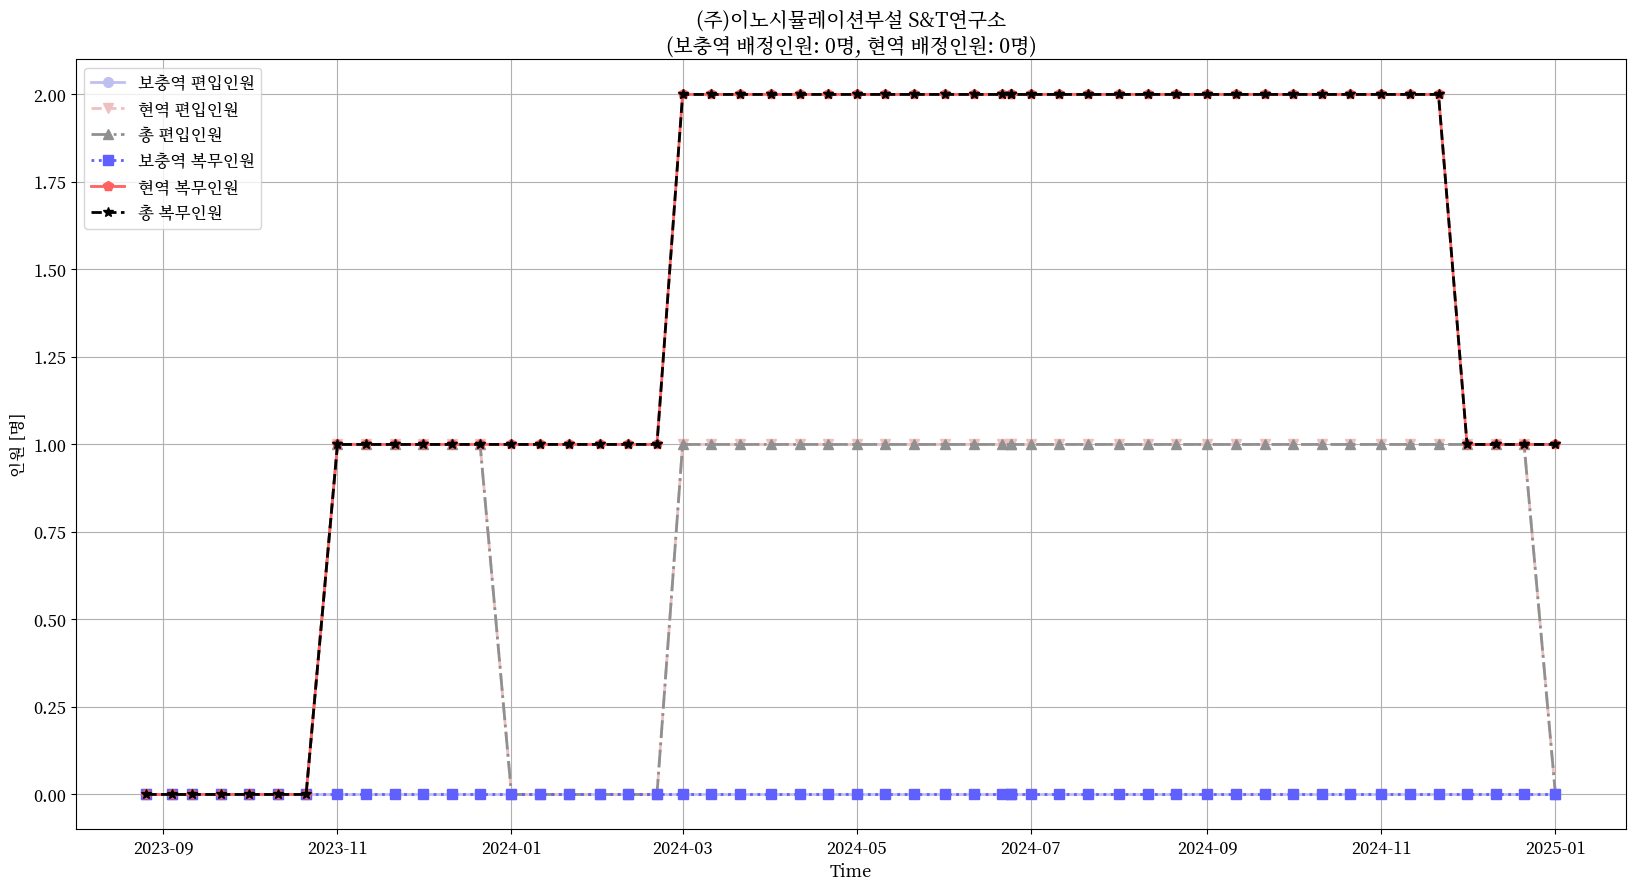 (주)이노시뮬레이션부설 S&T연구소
(보충역 배정인원: 0명, 현역 배정인원: 0명)
보충역 편입인원
현역 편입인원
총 편입인원
보충역 복무인원
현역 복무인원
총 복무인원
2.00
1.75
1.50
1.25
1.00
0.75
0.50
0.25
0.00
인원 [명]
2023-09 2023-11 2024-01 2024-03 2024-05 2024-07 2024-09 2024-11 2025-01
Time